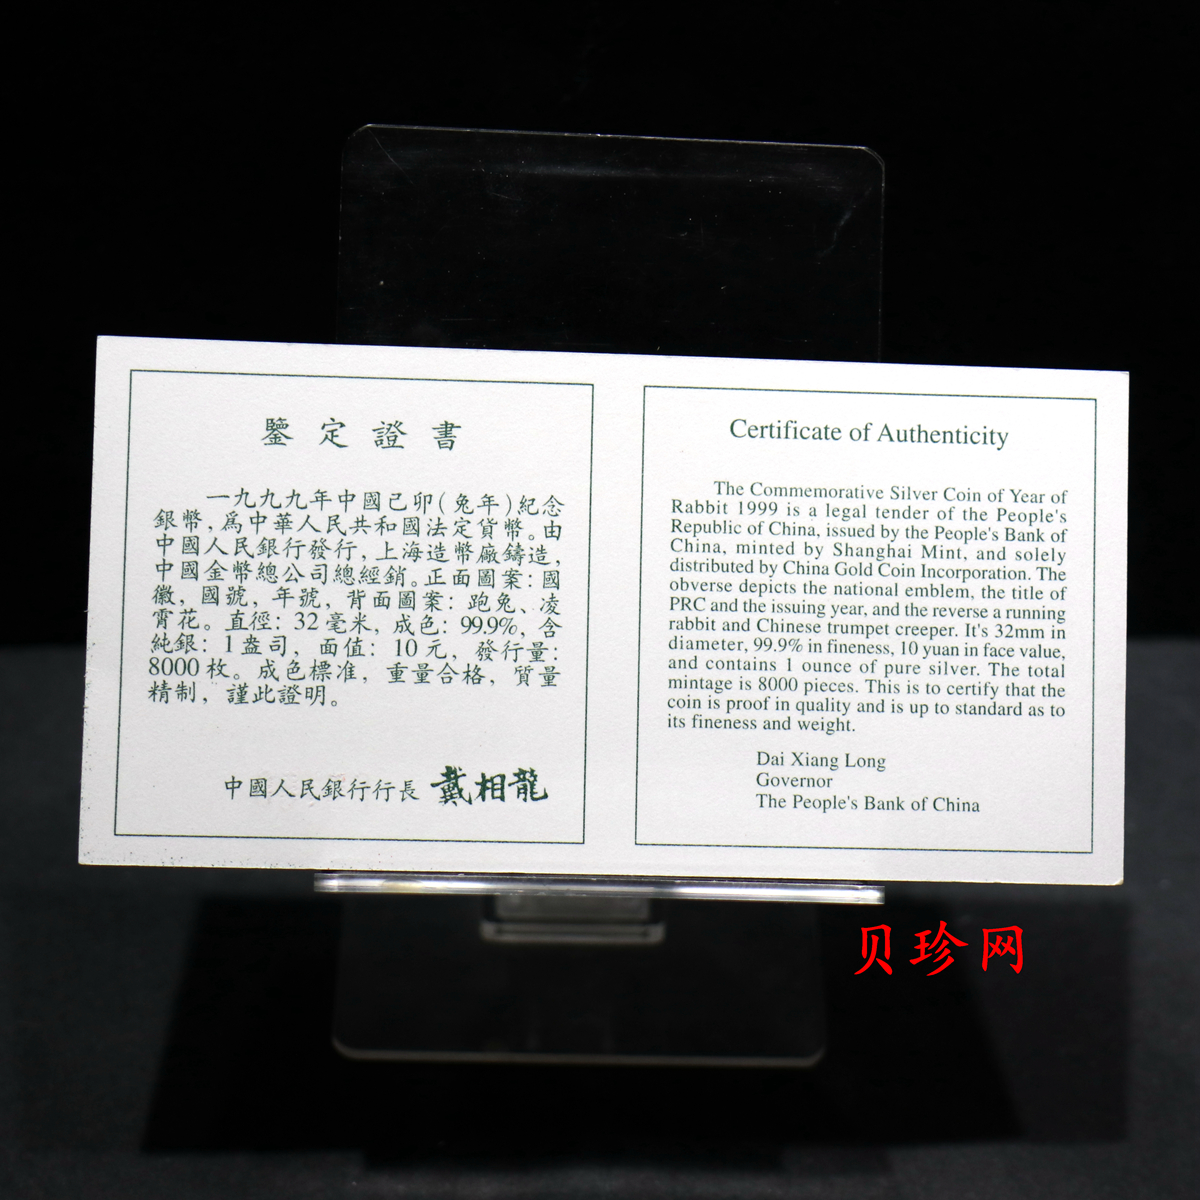 鑒定證書
一九九九年中國己卯(兔年)紀念
銀幣,爲中華人民共和國法定貨幣。由
中國人民銀行發行,上海造幣廠鑄造,
中國金幣總公司總經銷。正面圖案:國
徽,國號,年號,背面圖案:跑兔、凌
霄花。直徑:32毫米,成色:99.9%,含
純銀:1盎司,面值:10元,發行量:
8000枚。成色標准,重量合格,質量
精制,謹此證明。
中國人民銀行行長 戴相龍
Certificate of Authenticity
The Commemorative Silver Coin of Year of
Rabbit 1999 is a legal tender of the People's
Republic of China, issued by the People's Bank of
China, minted by Shanghai Mint, and solely
distributed by China Gold Coin Incorporation. The
obverse depicts the national emblem, the title of
PRC and the issuing year, and the reverse a running
rabbit and Chinese trumpet creeper. It's 32mm in
diameter, 99.9% in fineness, 10 yuan in face value,
and contains 1 ounce of pure silver. The total
mintage is 8000 pieces. This is to certify that the
coin is proof in quality and is up to standard as to
its fineness and weight.
Dai Xiang Long
Governor
The People's Bank of China
贝珍网